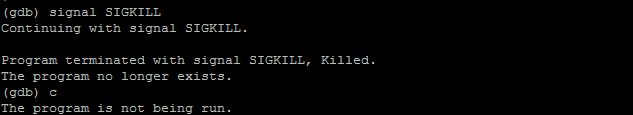 (gdb) signal SIGKILL
Continuing with signal SIGKILL.
Program terminated with signal SIGKILL, Killed.
The program no longer exists.
(gdb) c
The program is not being run.